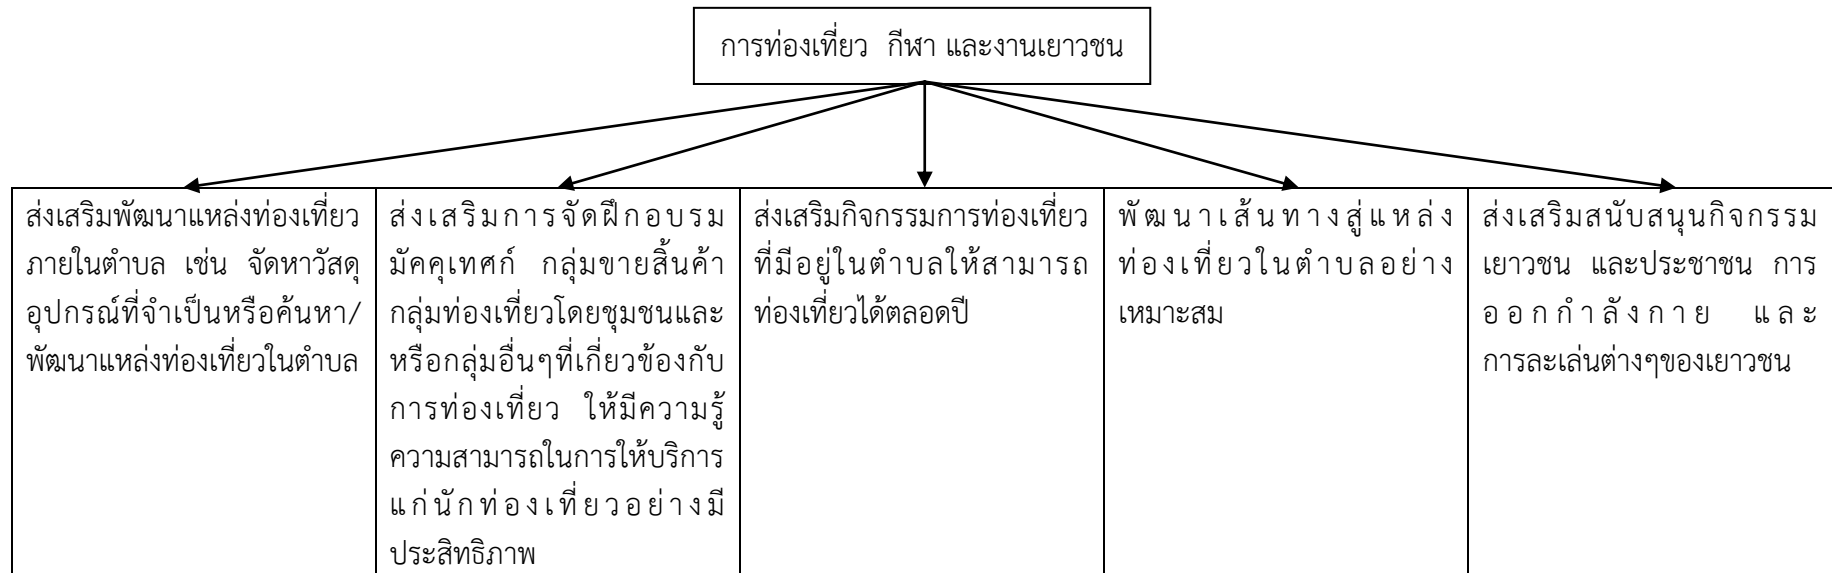 การท่องเที่ยว กีฬา และงานเยาวชน
ส่งเสริมพัฒนาแหล่งท่องเที่ยว
ภายในตำบล เช่น จัดหาวัสดุ
อุปกรณ์ที่จำเป็นหรือค้นหา/
พัฒนาแหล่งท่องเที่ยวในตำบล
ส่งเสริมการจัดฝึกอบรม
มัคคุเทศก์ กลุ่มขายสิ้นค้า
กลุ่มท่องเที่ยวโดยชุมชนและ
หรือกลุ่มอื่นๆที่เกี่ยวข้องกับ
การท่องเที่ยว ให้มีความรู้
ความสามารถในการให้บริการ
แก่นักท่องเที่ยวอย่างมี
ประสิทธิภาพ
ส่งเสริมกิจกรรมการท่องเที่ยว
ที่มีอยู่ในตำบลให้สามารถ
ท่องเที่ยวได้ตลอดปี
พัฒนาเส้นทางสู่แหล่ง
ท่องเที่ยวในตำบลอย่าง
เหมาะสม
ส่งเสริมสนับสนุนกิจกรรม
เยาวชน และประชาชน การ
ออกกำลังกาย และ
การละเล่นต่างๆของเยาวชน